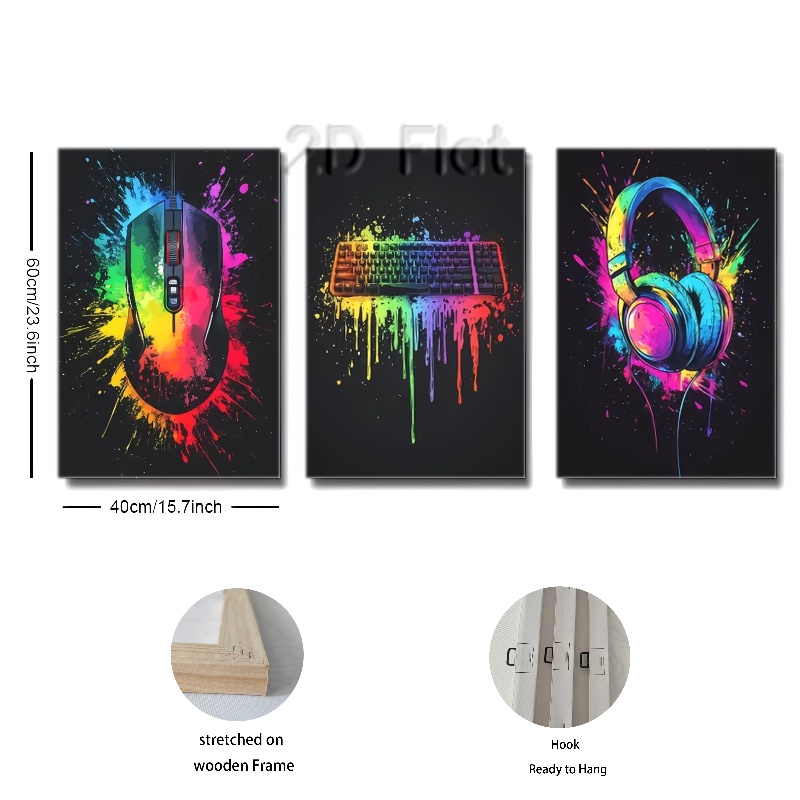 2D Flat
60cm/23.6inch
40cm/15.7inch
stretched on
wooden Frame
Hook
Ready to Hang